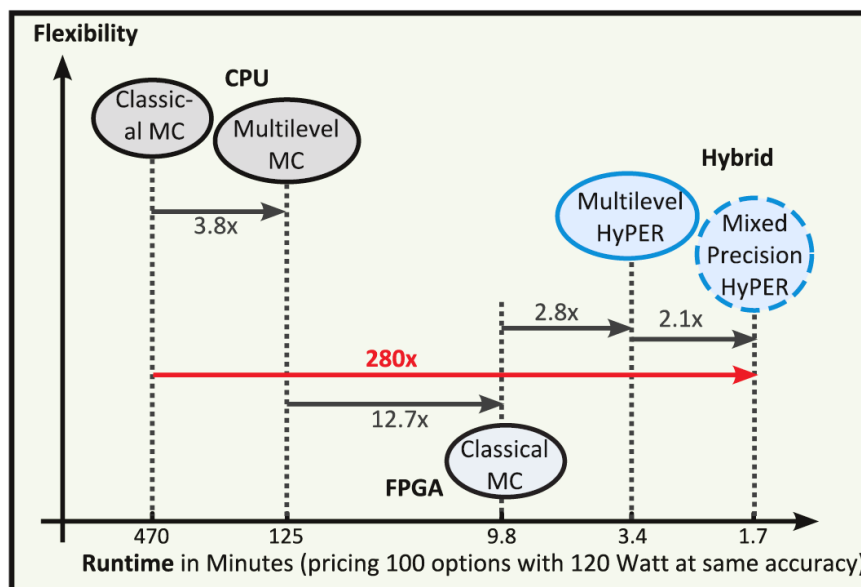 Flexibility
CPU
Classic-
al MC
Multilevel
MC
3.8x
Hybrid
Multilevel
HyPER
Mixed
Precision
HyPER
2.8x
2.1x
280x
12.7x
Classical
MC
FPGA
470
125
9.8
3.4
1.7
Runtime in Minutes (pricing 100 options with 120 Watt at same accuracy)